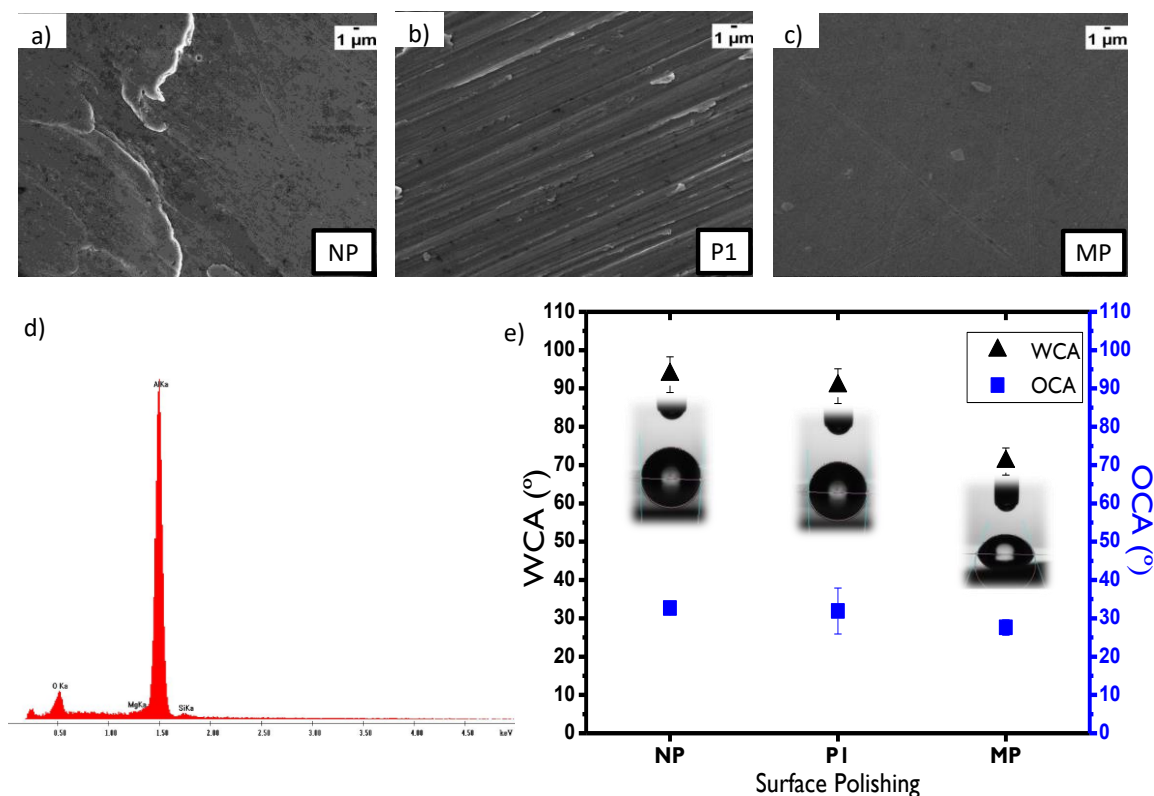 a)
1 µm
NP
b)
1 µm
P1
c)
1 µm
MP
d)
AlKa
O Ka
MgKa
SiKa
0.50 1.00 1.50 2.00 2.50 3.00 3.50 4.00 4.50 keV
e)
110
100
90
80
70
60
50
40
30
20
10
0
WCA (º)
WCA
OCA
110
100
90
80
70
60
50
40
30
20
10
0
OCA (º)
NP P1 MP
Surface Polishing